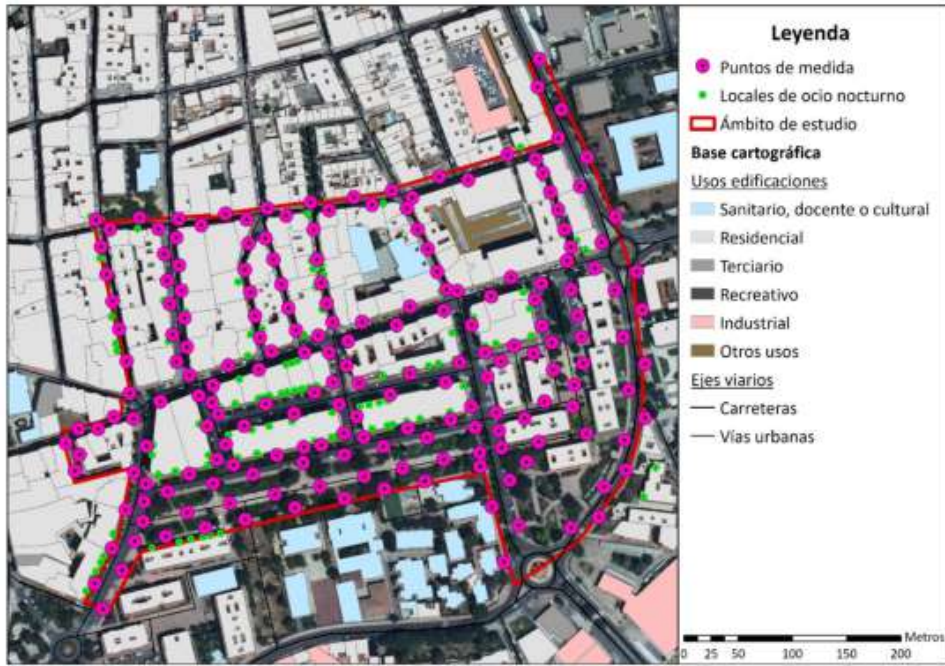 Leyenda
Puntos de medida
Locales de ocio nocturno
Ámbito de estudio
Base cartográfica
Usos edificaciones
Sanitario, docente o cultural
Residencial
Terciario
Recreativo
Industrial
Otros usos
Ejes viarios
Carreteras
Vías urbanas
Metros
0 25 50 100 150 200